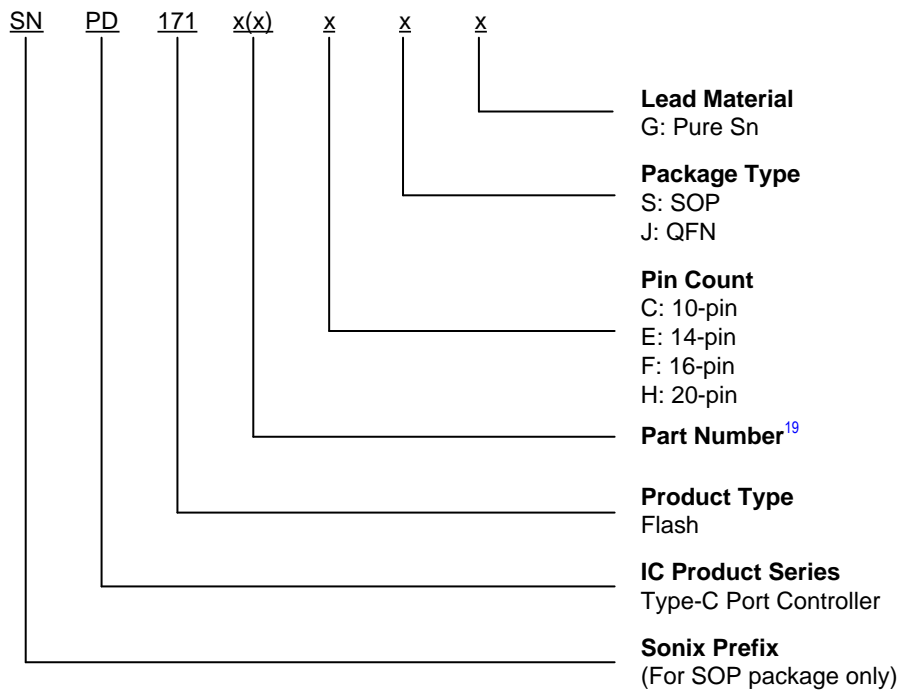 SN PD 171 x(x) x x x
Lead Material
G: Pure Sn
Package Type
S: SOP
J: QFN
Pin Count
C: 10-pin
E: 14-pin
F: 16-pin
H: 20-pin
Part Number19
Product Type
Flash
IC Product Series
Type-C Port Controller
Sonix Prefix
(For SOP package only)